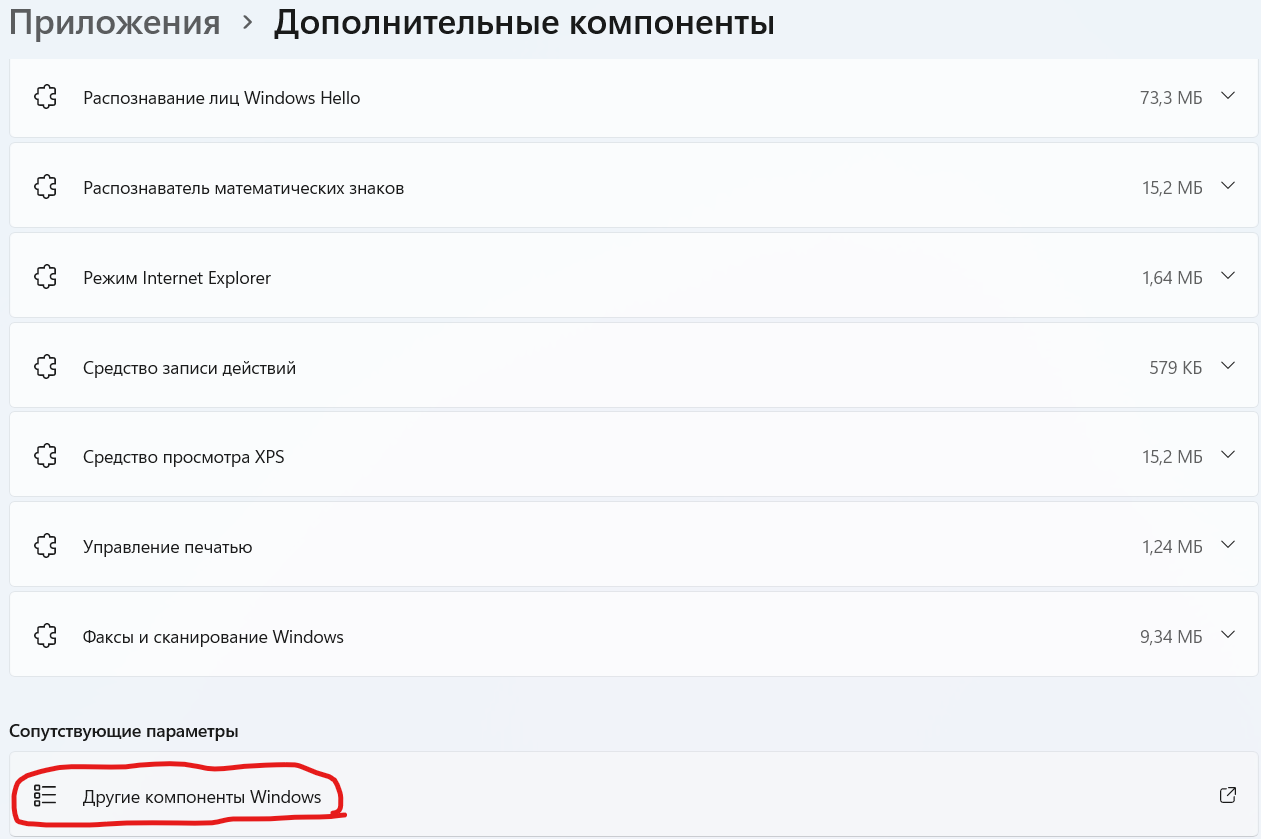 Приложения > Дополнительные компоненты
Распознавание лиц Windows Hello 73,3 МБ
Распознаватель математических знаков 15,2 МБ
Режим Internet Explorer 1,64 МБ
Средство записи действий 579 КБ
Средство просмотра XPS 15,2 МБ
Управление печатью 1,24 МБ
Факсы и сканирование Windows 9,34 МБ
Сопутствующие параметры
Другие компоненты Windows